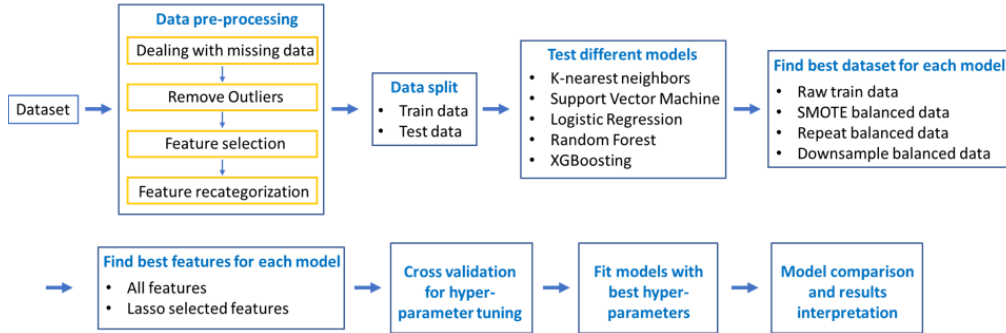 Dataset
Data pre-processing
Dealing with missing data
Remove Outliers
Feature selection
Feature recategorization
Data split
• Train data
• Test data
Test different models
• K-nearest neighbors
• Support Vector Machine
• Logistic Regression
• Random Forest
• XGBoosting
Find best dataset for each model
• Raw train data
• SMOTE balanced data
• Repeat balanced data
• Downsample balanced data
Find best features for each model
• All features
• Lasso selected features
Cross validation
for hyper-
parameter tuning
Fit models with
best hyper-
parameters
Model comparison
and results
interpretation